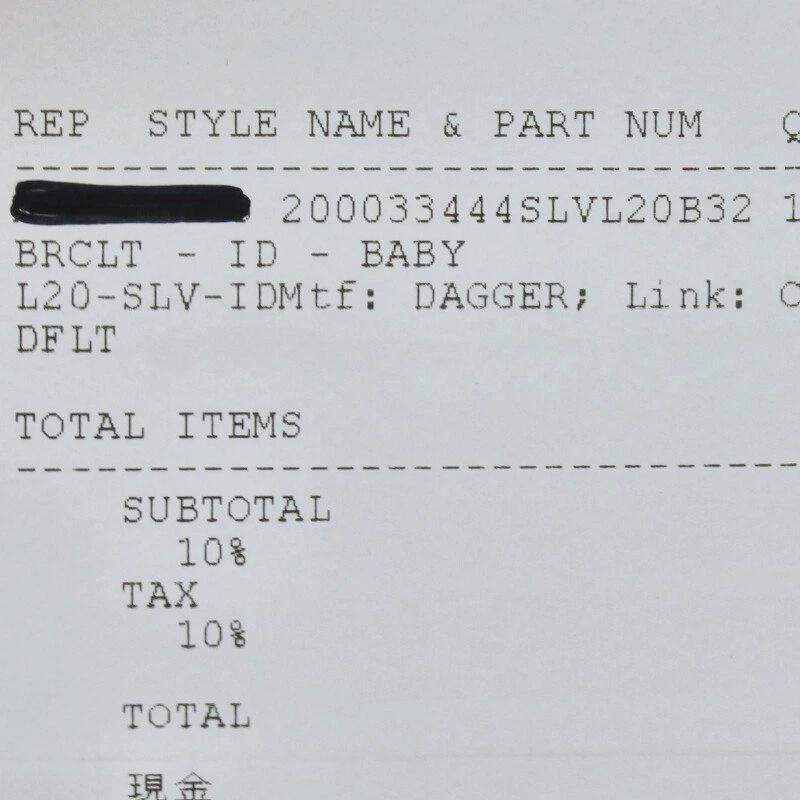 REP STYLE NAME & PART NUM Q
200033444SLVL20B32 1
BRCLT - ID - BABY
L20-SLV-IDMtf: DAGGER; Link: C
DFLT
TOTAL ITEMS
SUBTOTAL
10%
TAX
10%
TOTAL
現金